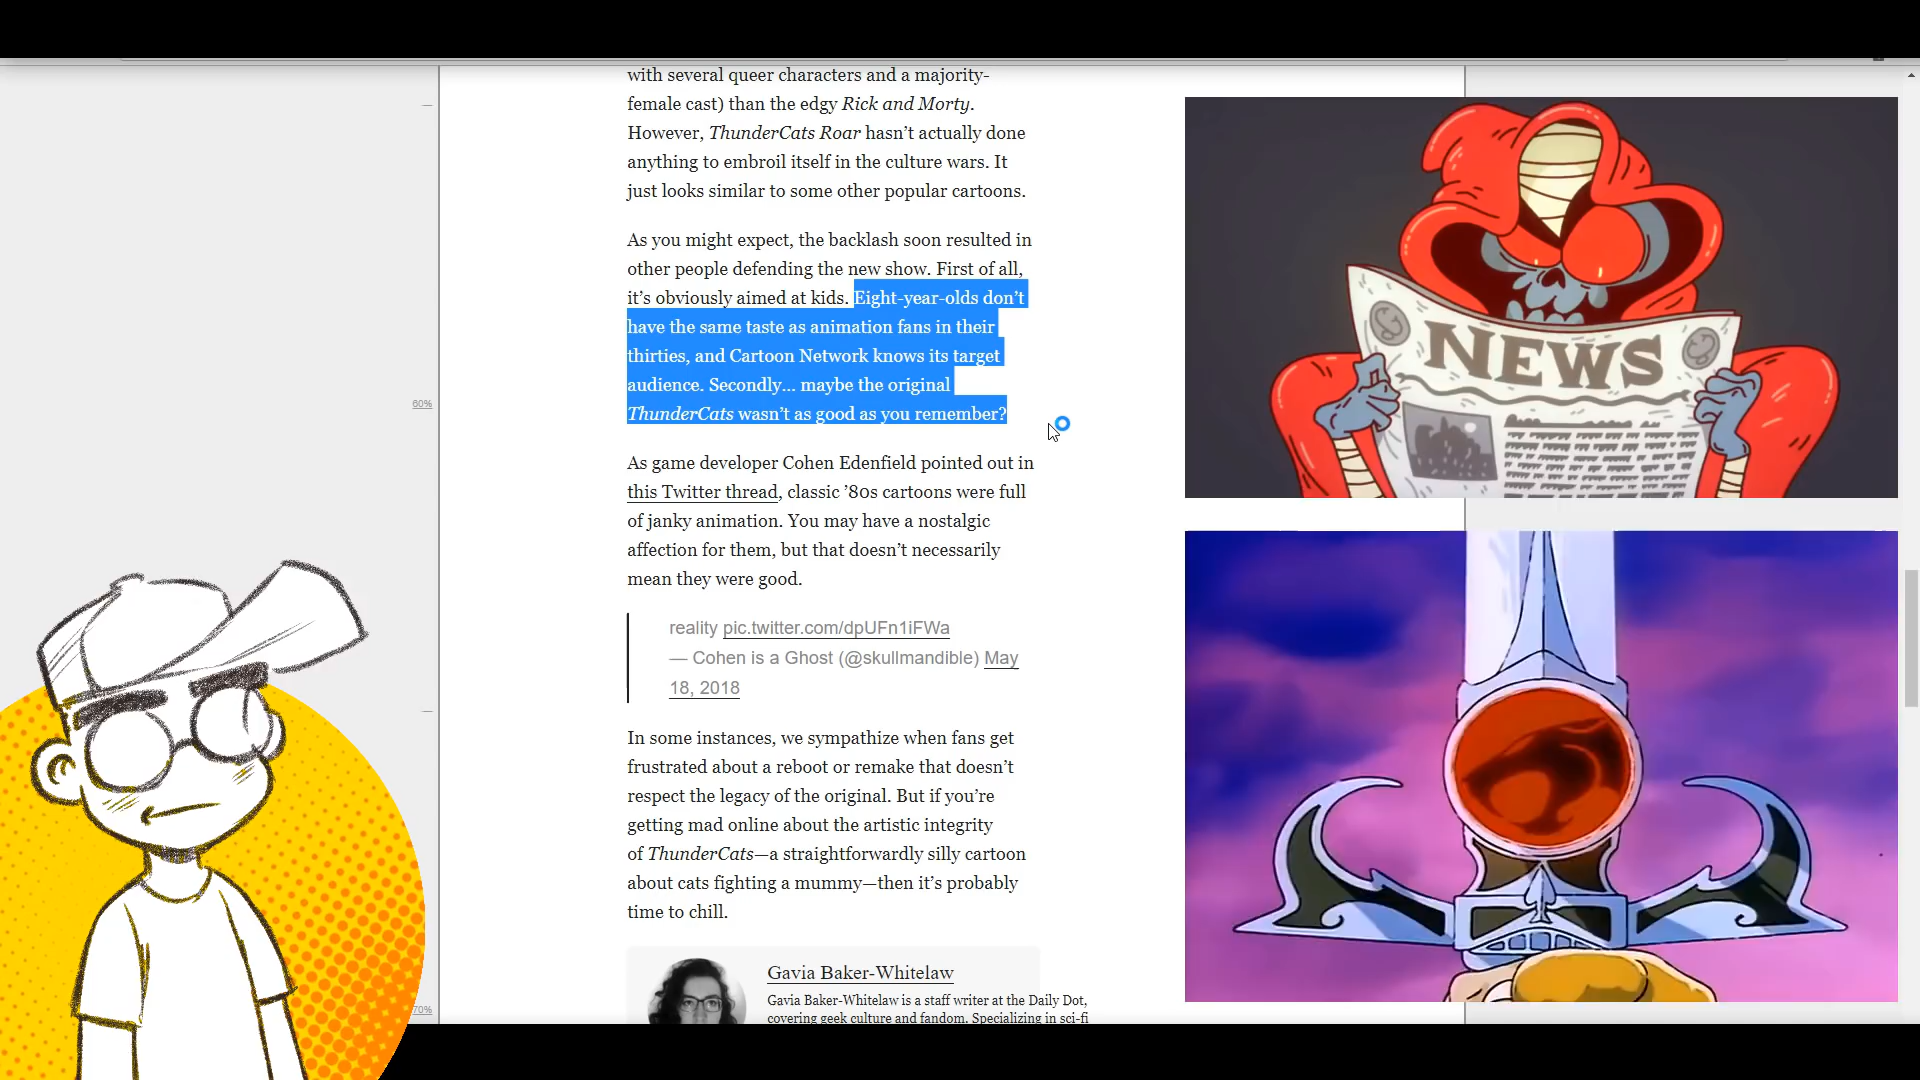 with several queer characters and a majority-
female cast) than the edgy Rick and Morty.
However, ThunderCats Roar hasn’t actually done
anything to embroil itself in the culture wars. It
just looks similar to some other popular cartoons.
As you might expect, the backlash soon resulted in
other people defending the new show. First of all,
it’s obviously aimed at kids. Eight-year-olds don’t
have the same taste as animation fans in their
thirties, and Cartoon Network knows its target
audience. Secondly… maybe the original
ThunderCats wasn’t as good as you remember?
60%
As game developer Cohen Edenfield pointed out in
this Twitter thread, classic ’80s cartoons were full
of janky animation. You may have a nostalgic
affection for them, but that doesn’t necessarily
mean they were good.
reality pic.twitter.com/dpUFn1iFWa
— Cohen is a Ghost (@skullmandible) May
18, 2018
In some instances, we sympathize when fans get
frustrated about a reboot or remake that doesn’t
respect the legacy of the original. But if you’re
getting mad online about the artistic integrity
of ThunderCats—a straightforwardly silly cartoon
about cats fighting a mummy—then it’s probably
time to chill.
Gavia Baker-Whitelaw
Gavia Baker-Whitelaw is a staff writer at the Daily Dot,
covering geek culture and fandom. Specializing in sci-fi
70%
NEWS